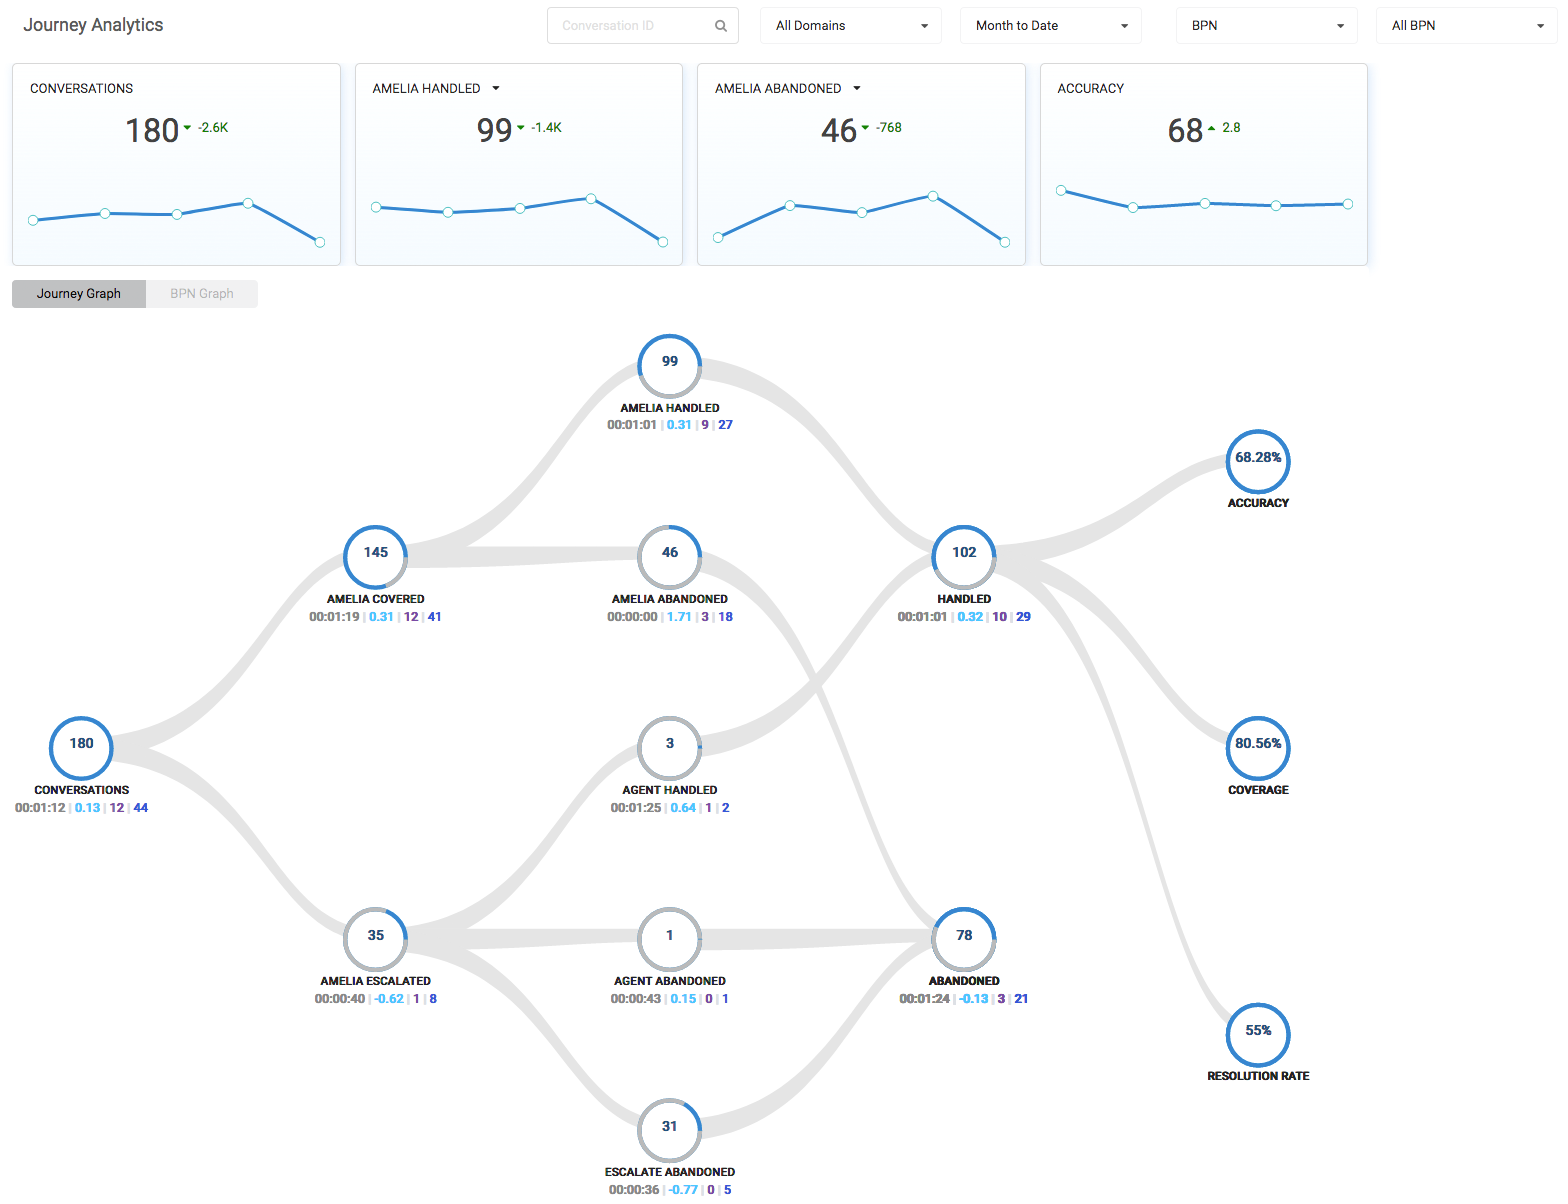 Journey Analytics
Conversation ID
All Domains
Month to Date
BPN
All BPN
CONVERSATIONS
180 -2.6K
AMELIA HANDLED
99 -1.4K
AMELIA ABANDONED
46 -768
ACCURACY
68 2.8
Journey Graph
BPN Graph
99
AMELIA HANDLED
00:01:01 | 0.31 | 9 | 27
68.28%
ACCURACY
145
AMELIA COVERED
00:01:19 | 0.31 | 12 | 41
46
AMELIA ABANDONED
00:00:00 | 1.71 | 3 | 18
102
HANDLED
00:01:01 | 0.32 | 10 | 29
180
CONVERSATIONS
00:01:12 | 0.13 | 12 | 44
3
AGENT HANDLED
00:01:25 | 0.64 | 1 | 2
80.56%
COVERAGE
35
AMELIA ESCALATED
00:00:40 | -0.62 | 1 | 8
1
AGENT ABANDONED
00:00:43 | 0.15 | 0 | 1
78
ABANDONED
00:01:24 | -0.13 | 3 | 21
55%
RESOLUTION RATE
31
ESCALATE ABANDONED
00:00:36 | -0.77 | 0 | 5